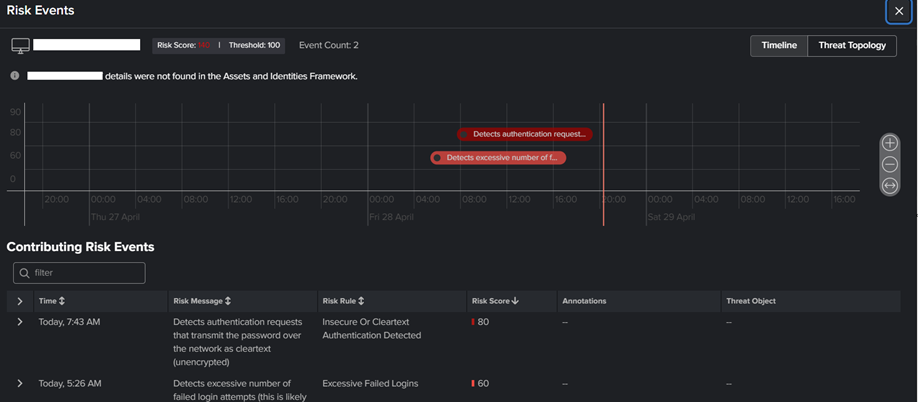 Risk Events
Risk Score: 140 | Threshold: 100 Event Count: 2
Timeline Threat Topology
details were not found in the Assets and Identities Framework.
90
80
60
0
Detects authentication request...
Detects excessive number of f...
20:00 00:00 04:00 08:00 12:00 16:00 20:00 00:00 04:00 08:00 12:00 16:00 20:00 00:00 04:00 08:00 12:00 16:00
Thu 27 April Fri 28 April Sat 29 April
Contributing Risk Events
filter
Time Risk Message Risk Rule Risk Score Annotations Threat Object
Today, 7:43 AM Detects authentication requests Insecure Or Cleartext 80 -- --
that transmit the password over Authentication Detected
the network as cleartext
(unencrypted)
Today, 5:26 AM Detects excessive number of Excessive Failed Logins 60 -- --
failed login attempts (this is likely